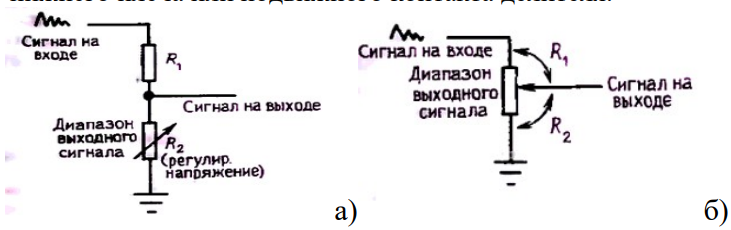 Сигнал на
входе
R₁
Сигнал на выходе
Диапазон
выходного
сигнала
R₂
(регулир.
напряжение)
а)
Сигнал на входе
R₁
Диапазон
выходного
сигнала
Сигнал на
выходе
R₂
б)